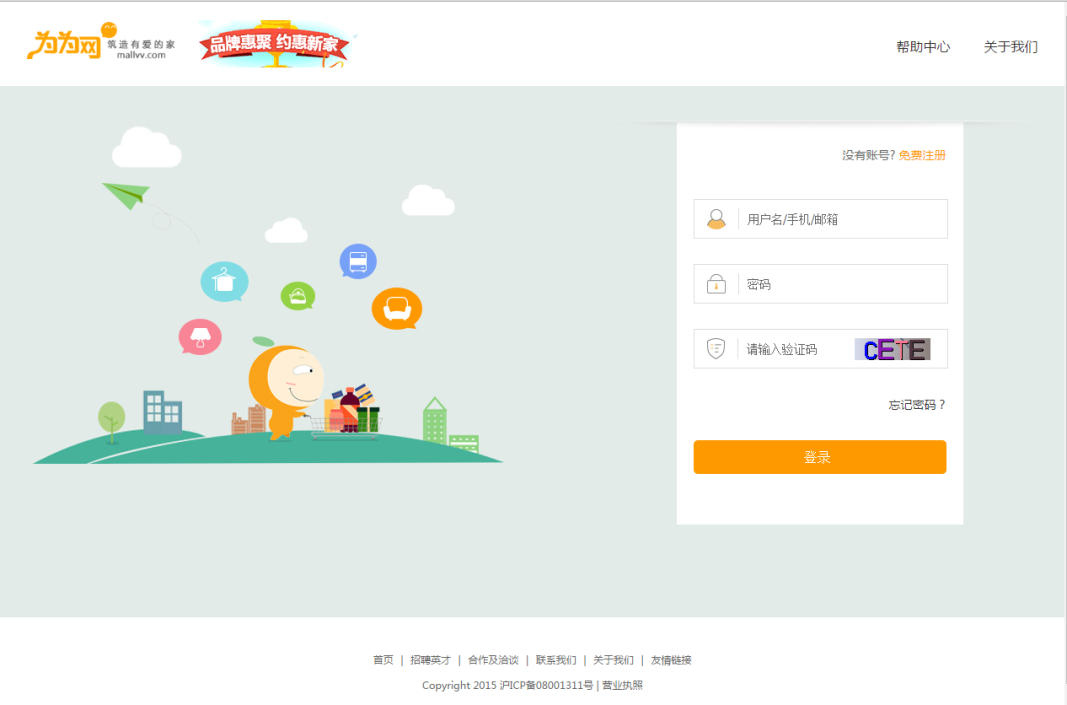 为为网
筑造有爱的家
mallvv.com
品牌惠聚 约惠新家
帮助中心 关于我们
没有账号? 免费注册
用户名/手机/邮箱
密码
请输入验证码 CETE
忘记密码 ?
登录
首页 | 招聘英才 | 合作及洽谈 | 联系我们 | 关于我们 | 友情链接
Copyright 2015 沪ICP备08001311号 | 营业执照